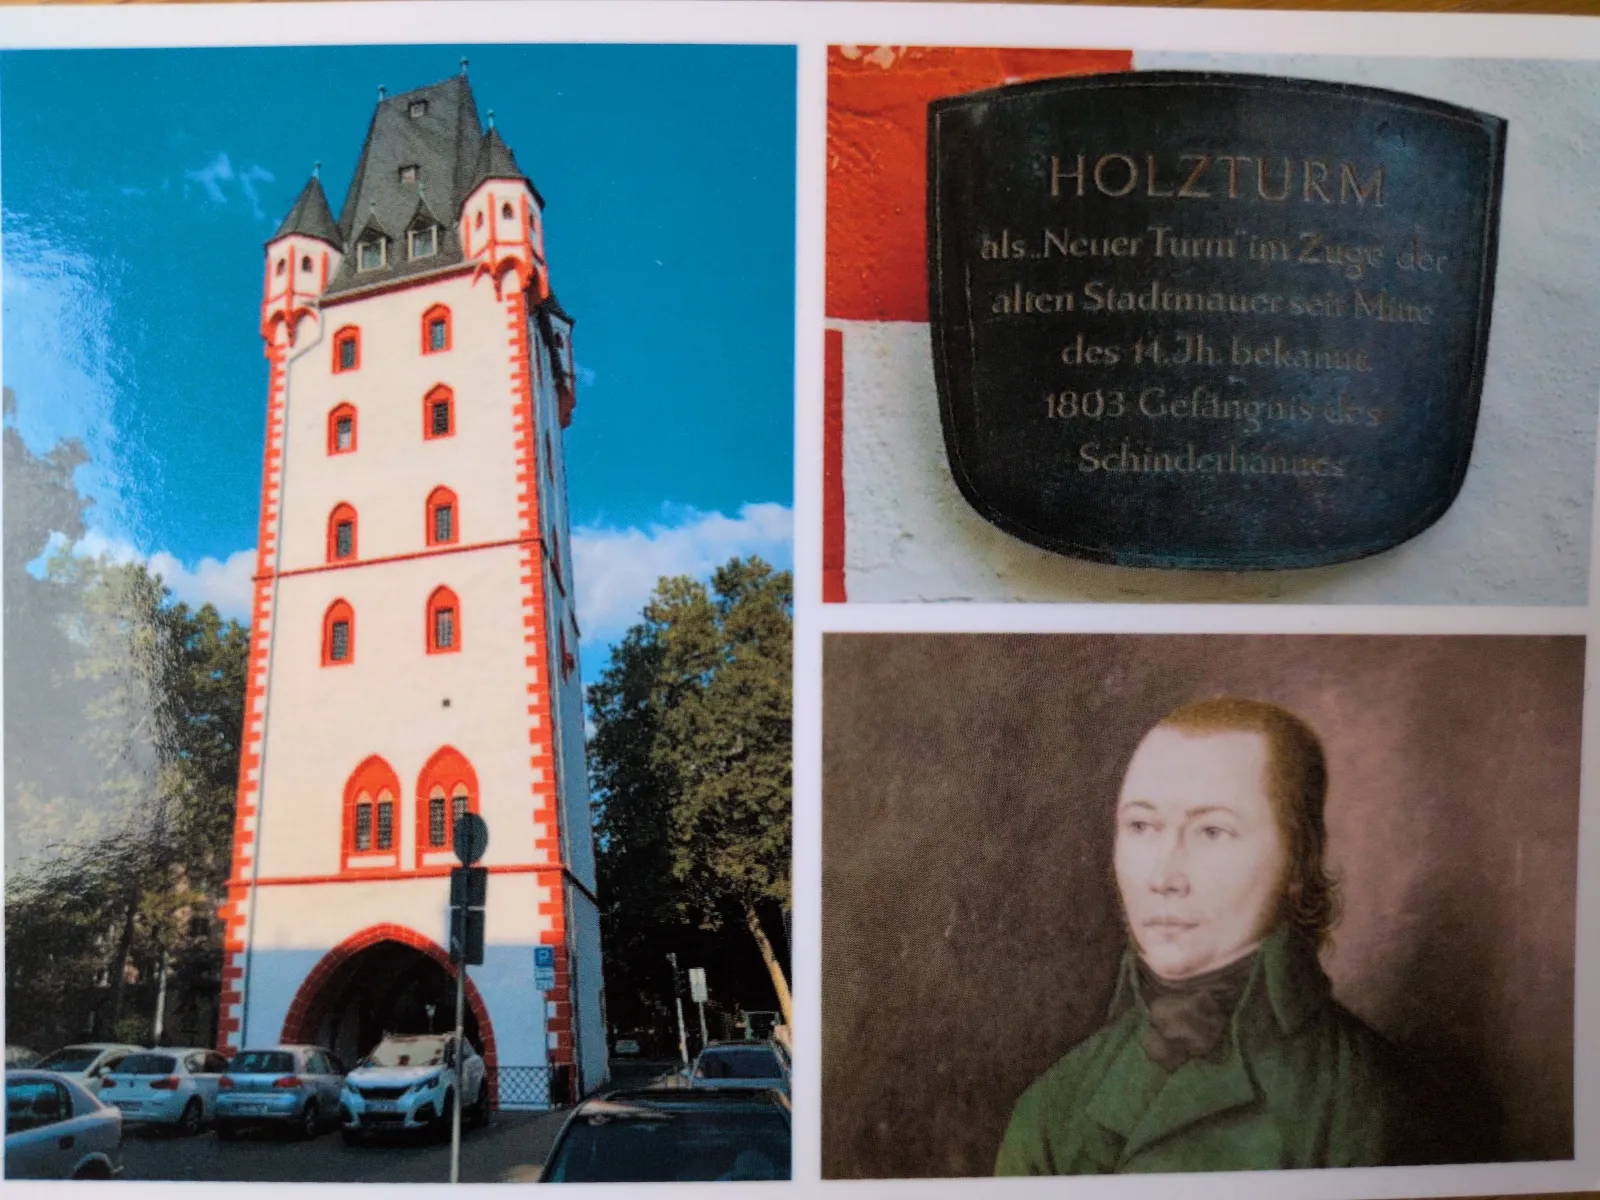 HOLZTURM
als „Neuer Turm" im Zuge der
alten Stadtmauer seit Mitte
des 14. Jh. bekannt.
1803 Gefängnis des
Schinderhannes
P